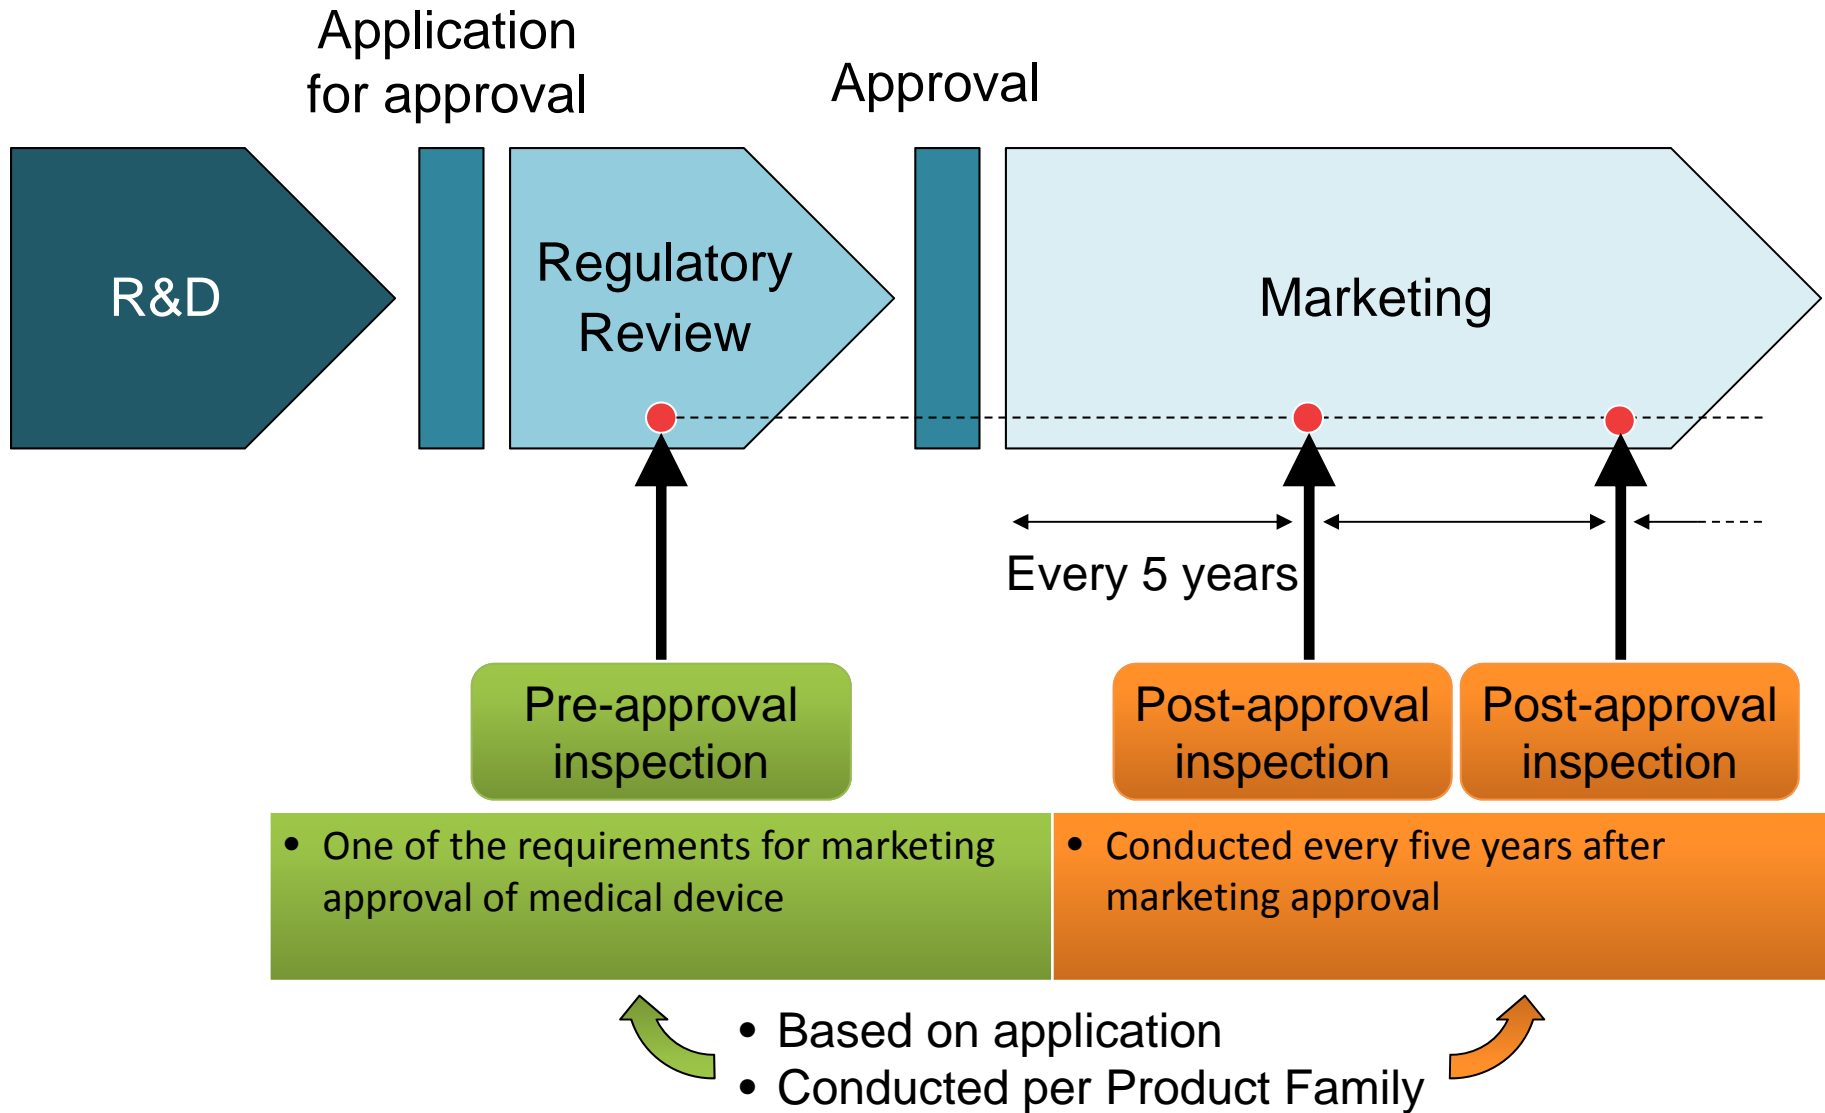 Application
for approval
Approval
R&D
Regulatory
Review
Marketing
Every 5 years
Pre-approval
inspection
Post-approval
inspection
Post-approval
inspection
• One of the requirements for marketing
approval of medical device
• Conducted every five years after
marketing approval
• Based on application
• Conducted per Product Family